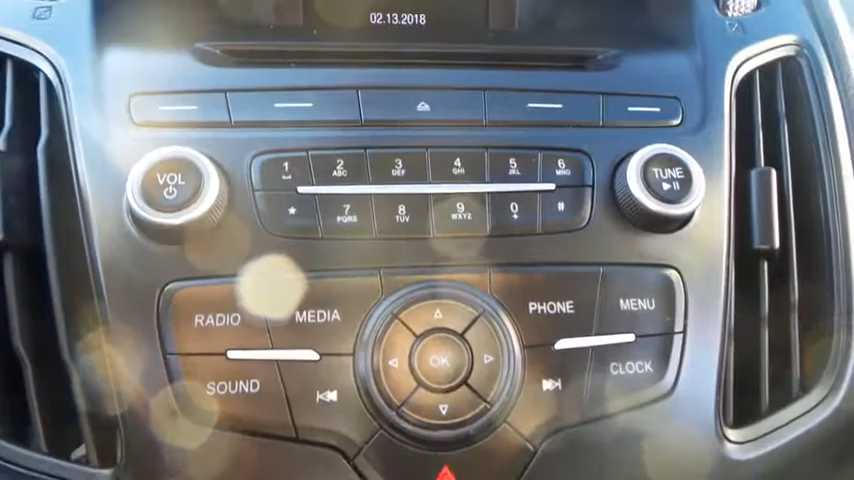 02.13.2018
VOL TUNE
1 2 ABC 3 DEF 4 GHI 5 JKL 6 MNO
* 7 PQRS 8 TUV 9 WXYZ 0 + #
RADIO MEDIA PHONE MENU
OK
SOUND CLOCK